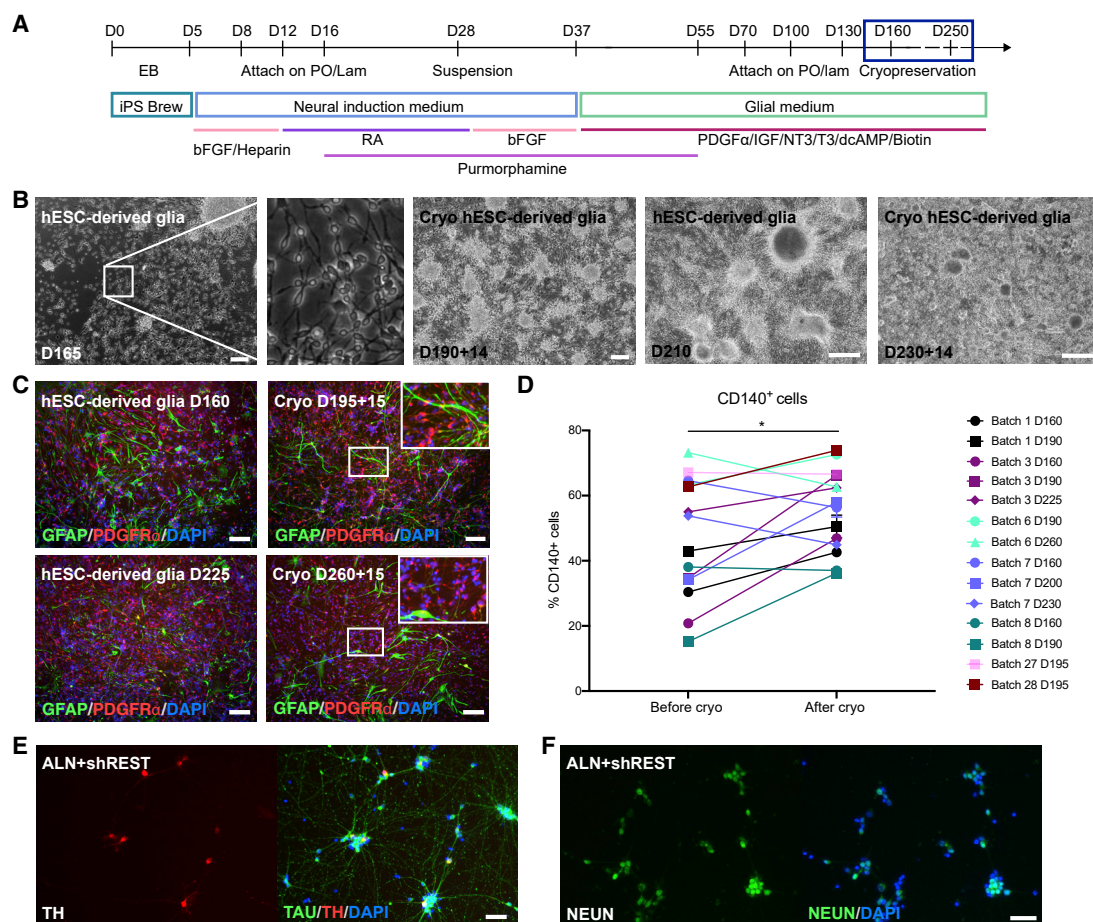 A
D0 D5 D8 D12 D16 D28 D37 D55 D70 D100 D130 D160 D250
EB Attach on PO/Lam Suspension Attach on PO/lam Cryopreservation
iPS Brew Neural induction medium Glial medium
bFGF/Heparin RA bFGF PDGFα/IGF/NT3/T3/dcAMP/Biotin
Purmorphamine
B
hESC-derived glia Cryo hESC-derived glia hESC-derived glia Cryo hESC-derived glia
D165 D190+14 D210 D230+14
C
hESC-derived glia D160 Cryo D195+15
GFAP/PDGFRα/DAPI GFAP/PDGFRα/DAPI
hESC-derived glia D225 Cryo D260+15
GFAP/PDGFRα/DAPI GFAP/PDGFRα/DAPI
D
CD140+ cells
*
% CD140+ cells
80
60
40
20
0
Before cryo After cryo
Batch 1 D160
Batch 1 D190
Batch 3 D160
Batch 3 D190
Batch 3 D225
Batch 6 D190
Batch 6 D260
Batch 7 D160
Batch 7 D200
Batch 7 D230
Batch 8 D160
Batch 8 D190
Batch 27 D195
Batch 28 D195
E
ALN+shREST
TH TAU/TH/DAPI
F
ALN+shREST
NEUN NEUN/DAPI